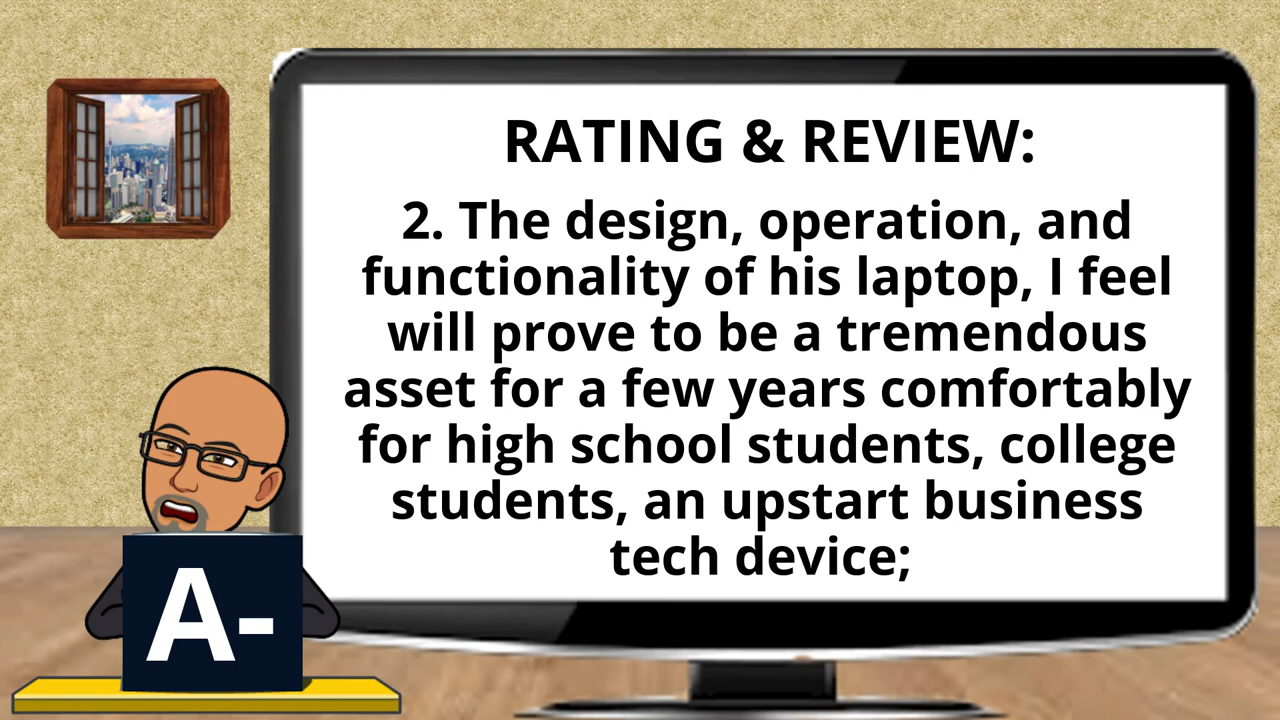 RATING & REVIEW:
2. The design, operation, and
functionality of his laptop, I feel
will prove to be a tremendous
asset for a few years comfortably
for high school students, college
students, an upstart business
tech device;
A-